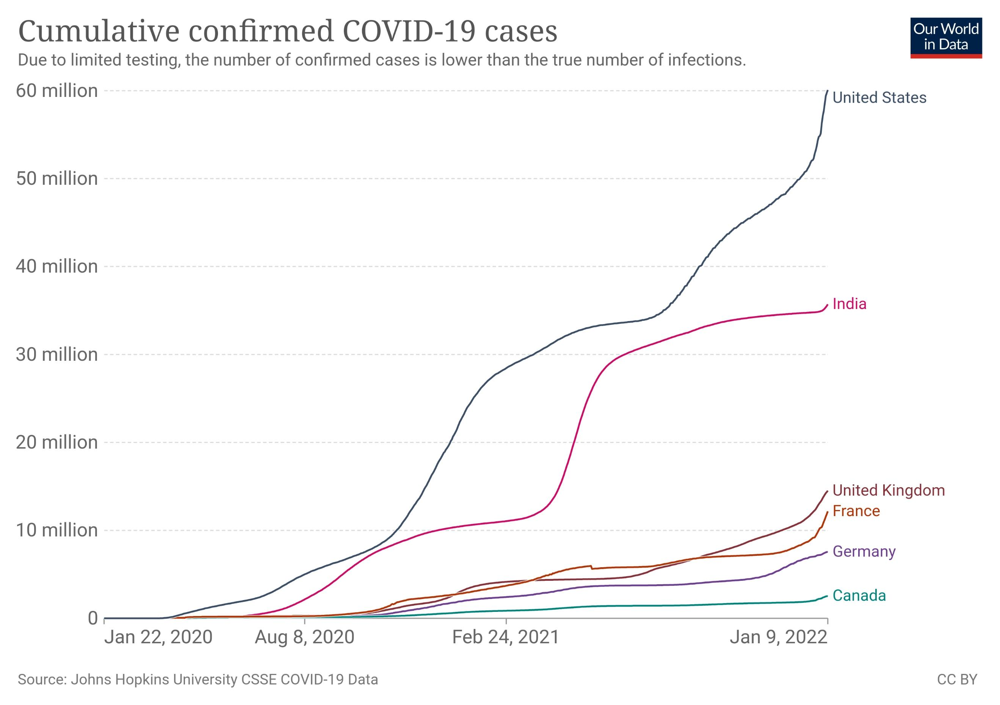 Cumulative confirmed COVID-19 cases
Our World
in Data
Due to limited testing, the number of confirmed cases is lower than the true number of infections.
60 million
United States
50 million
40 million
India
30 million
20 million
United Kingdom
France
10 million
Germany
Canada
0
Jan 22, 2020
Aug 8, 2020
Feb 24, 2021
Jan 9, 2022
Source: Johns Hopkins University CSSE COVID-19 Data
CC BY